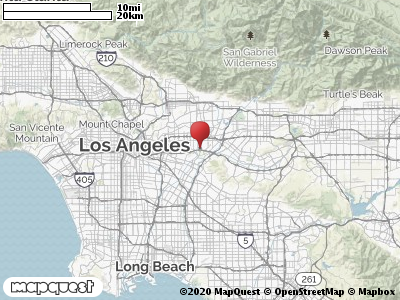 10mi
20km
Limerock Peak
210
San Gabriel
Wilderness
Dawson Peak
Turtle's Beak
Mount Chapel
San Vicente
Mountain
Los Angeles
405
5
Long Beach
261
mapquest
©2020 MapQuest © OpenStreetMap © Mapbox